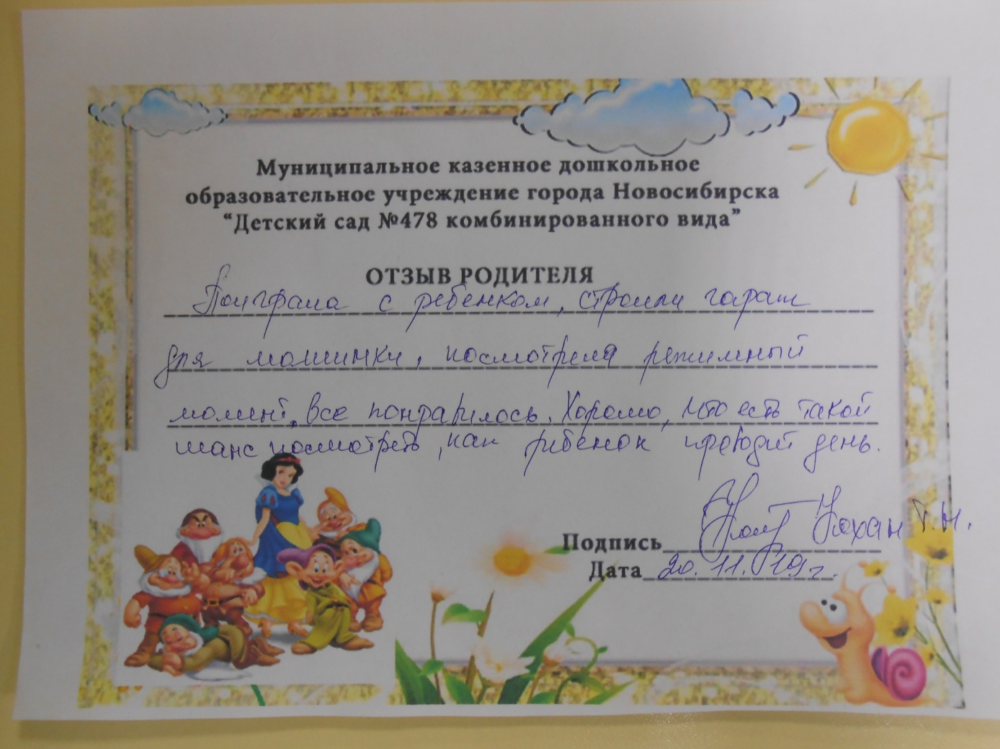 Муниципальное казенное дошкольное
образовательное учреждение города Новосибирска
“Детский сад №478 комбинированного вида”
ОТЗЫВ РОДИТЕЛЯ
Поиграла с ребенком, строили гараж
для машинки, посмотрела режимный
момент, все понравилось. Хорошо, что есть такой
шанс посмотреть, как ребенок проводит день.
Подпись Кохан Т.Н.
Дата 20.11.19г.